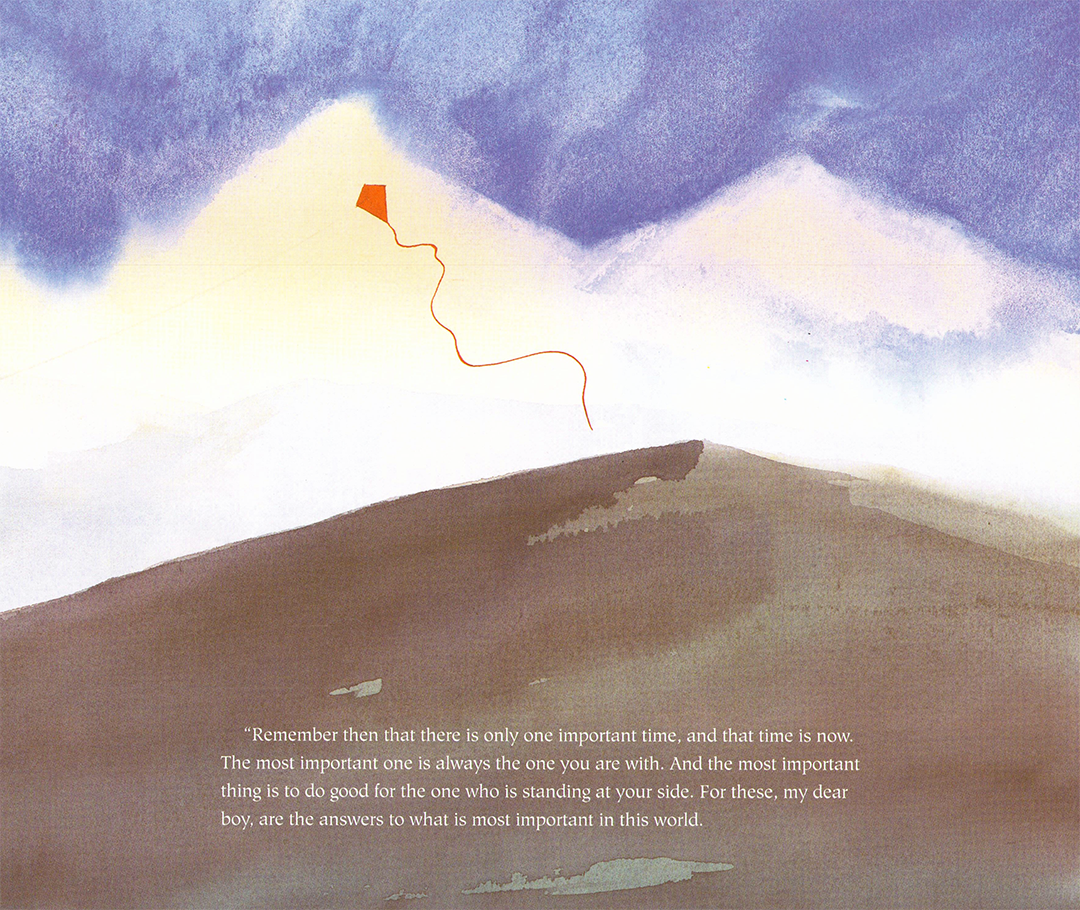 “Remember then that there is only one important time, and that time is now.
The most important one is always the one you are with. And the most important
thing is to do good for the one who is standing at your side. For these, my dear
boy, are the answers to what is most important in this world.